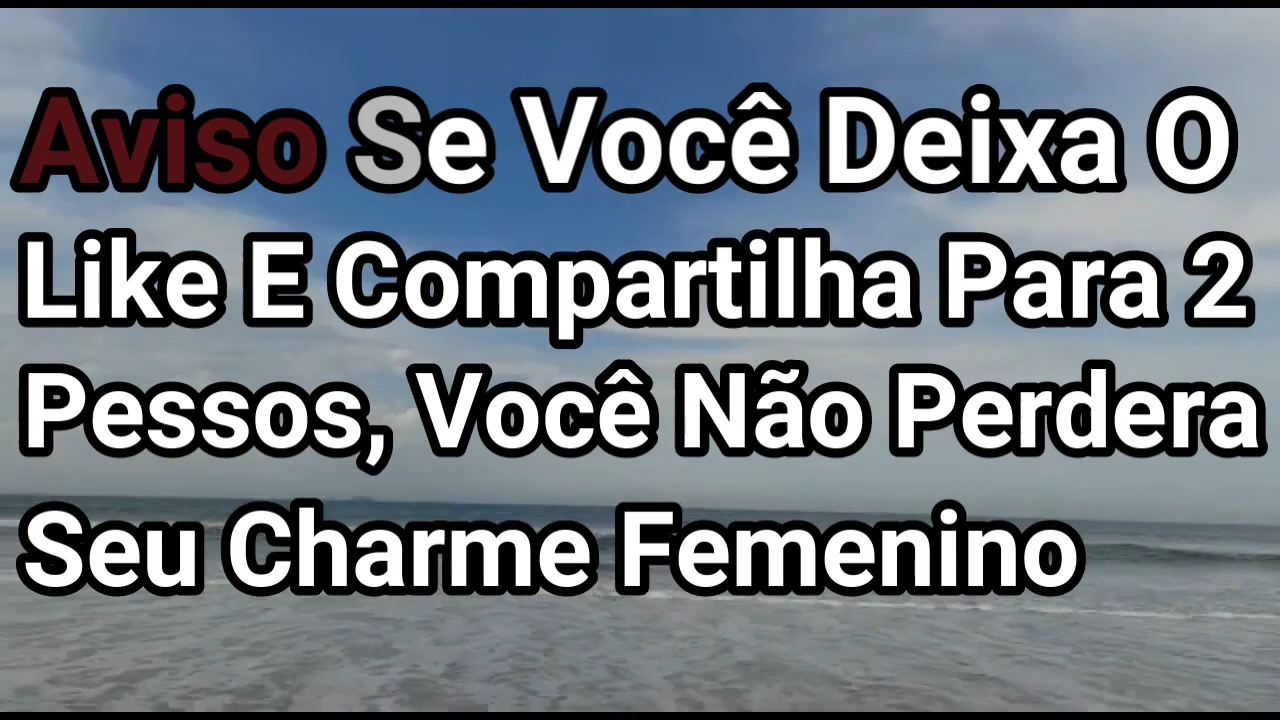 Aviso Se Você Deixa O
Like E Compartilha Para 2
Pessos, Você Não Perdera
Seu Charme Femenino